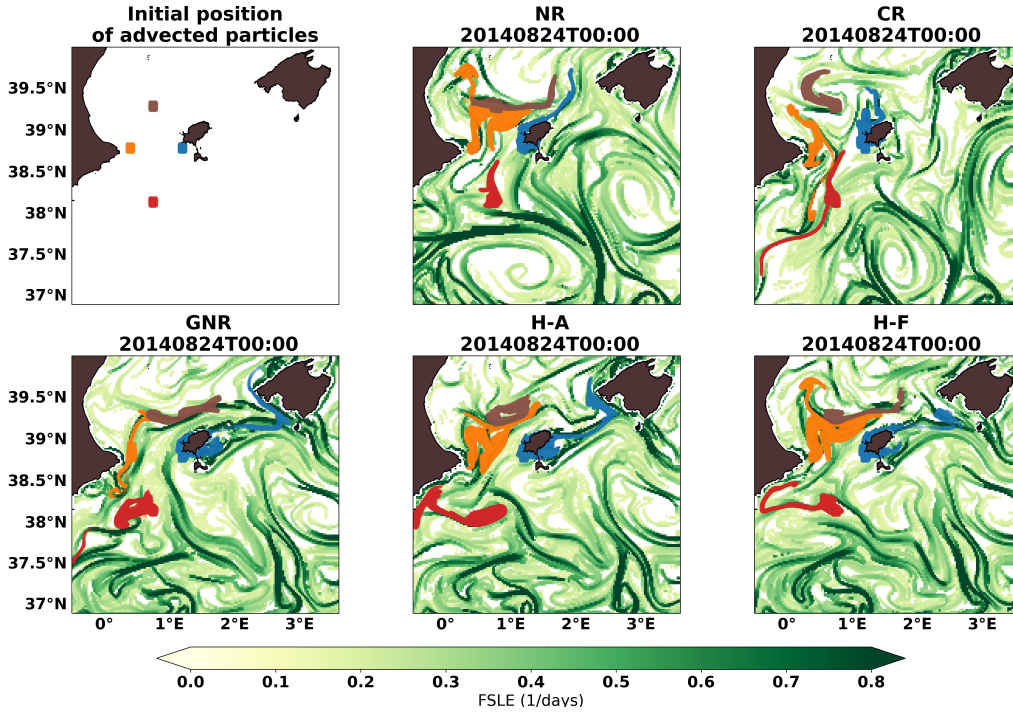 Initial position
of advected particles
NR
20140824T00:00
CR
20140824T00:00
39.5°N
39°N
38.5°N
38°N
37.5°N
37°N
GNR
20140824T00:00
H-A
20140824T00:00
H-F
20140824T00:00
39.5°N
39°N
38.5°N
38°N
37.5°N
37°N
0° 1°E 2°E 3°E
0° 1°E 2°E 3°E
0° 1°E 2°E 3°E
0.0 0.1 0.2 0.3 0.4 0.5 0.6 0.7 0.8
FSLE (1/days)